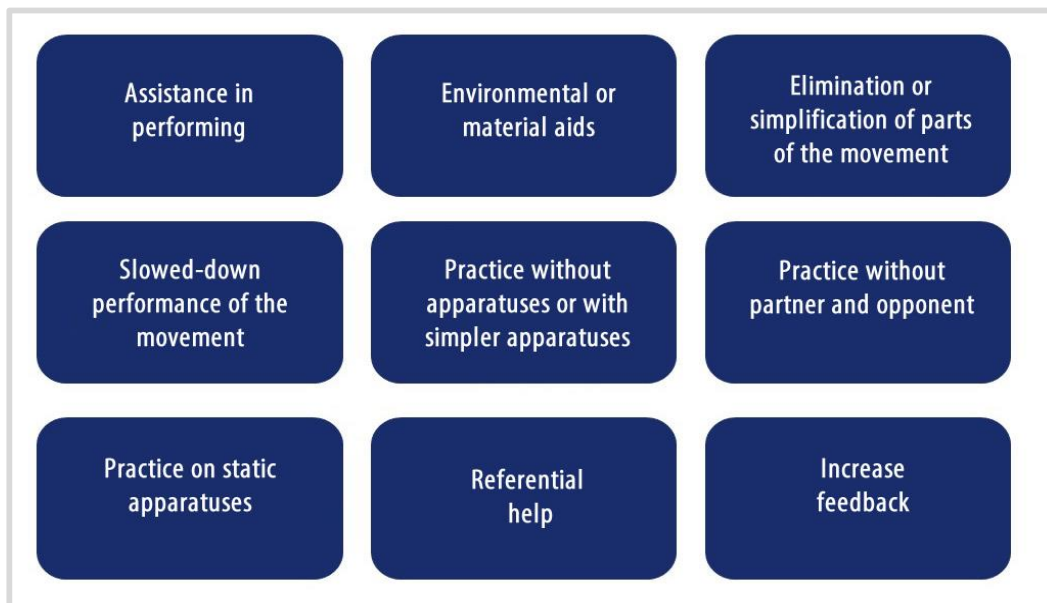 Assistance in
performing
Environmental or
material aids
Elimination or
simplification of parts
of the movement
Slowed-down
performance of the
movement
Practice without
apparatuses or with
simpler apparatuses
Practice without
partner and opponent
Practice on static
apparatuses
Referential
help
Increase
feedback